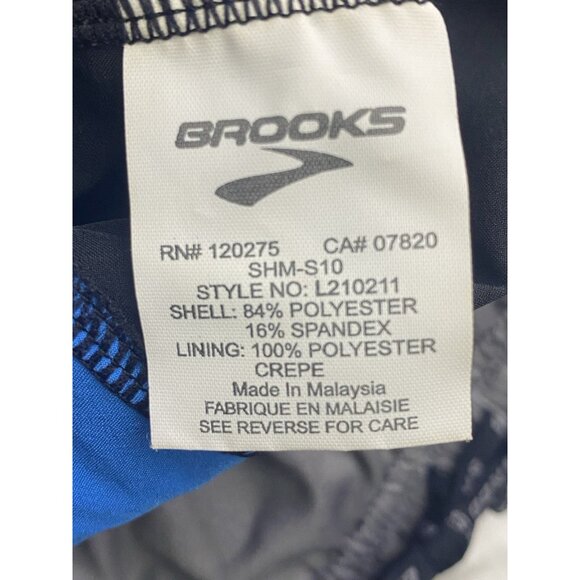 BROOKS
RN# 120275 CA# 07820
SHM-S10
STYLE NO: L210211
SHELL: 84% POLYESTER
16% SPANDEX
LINING: 100% POLYESTER
CREPE
Made In Malaysia
FABRIQUE EN MALAISIE
SEE REVERSE FOR CARE